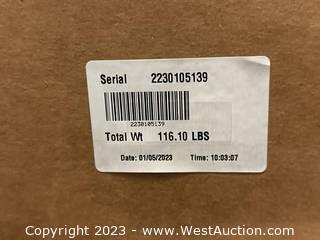 Serial 2230105139
2230105139
Total Wt 116.10 LBS
Date: 01/05/2023 Time: 10:03:07
Copyright 2023 - www.WestAuction.com